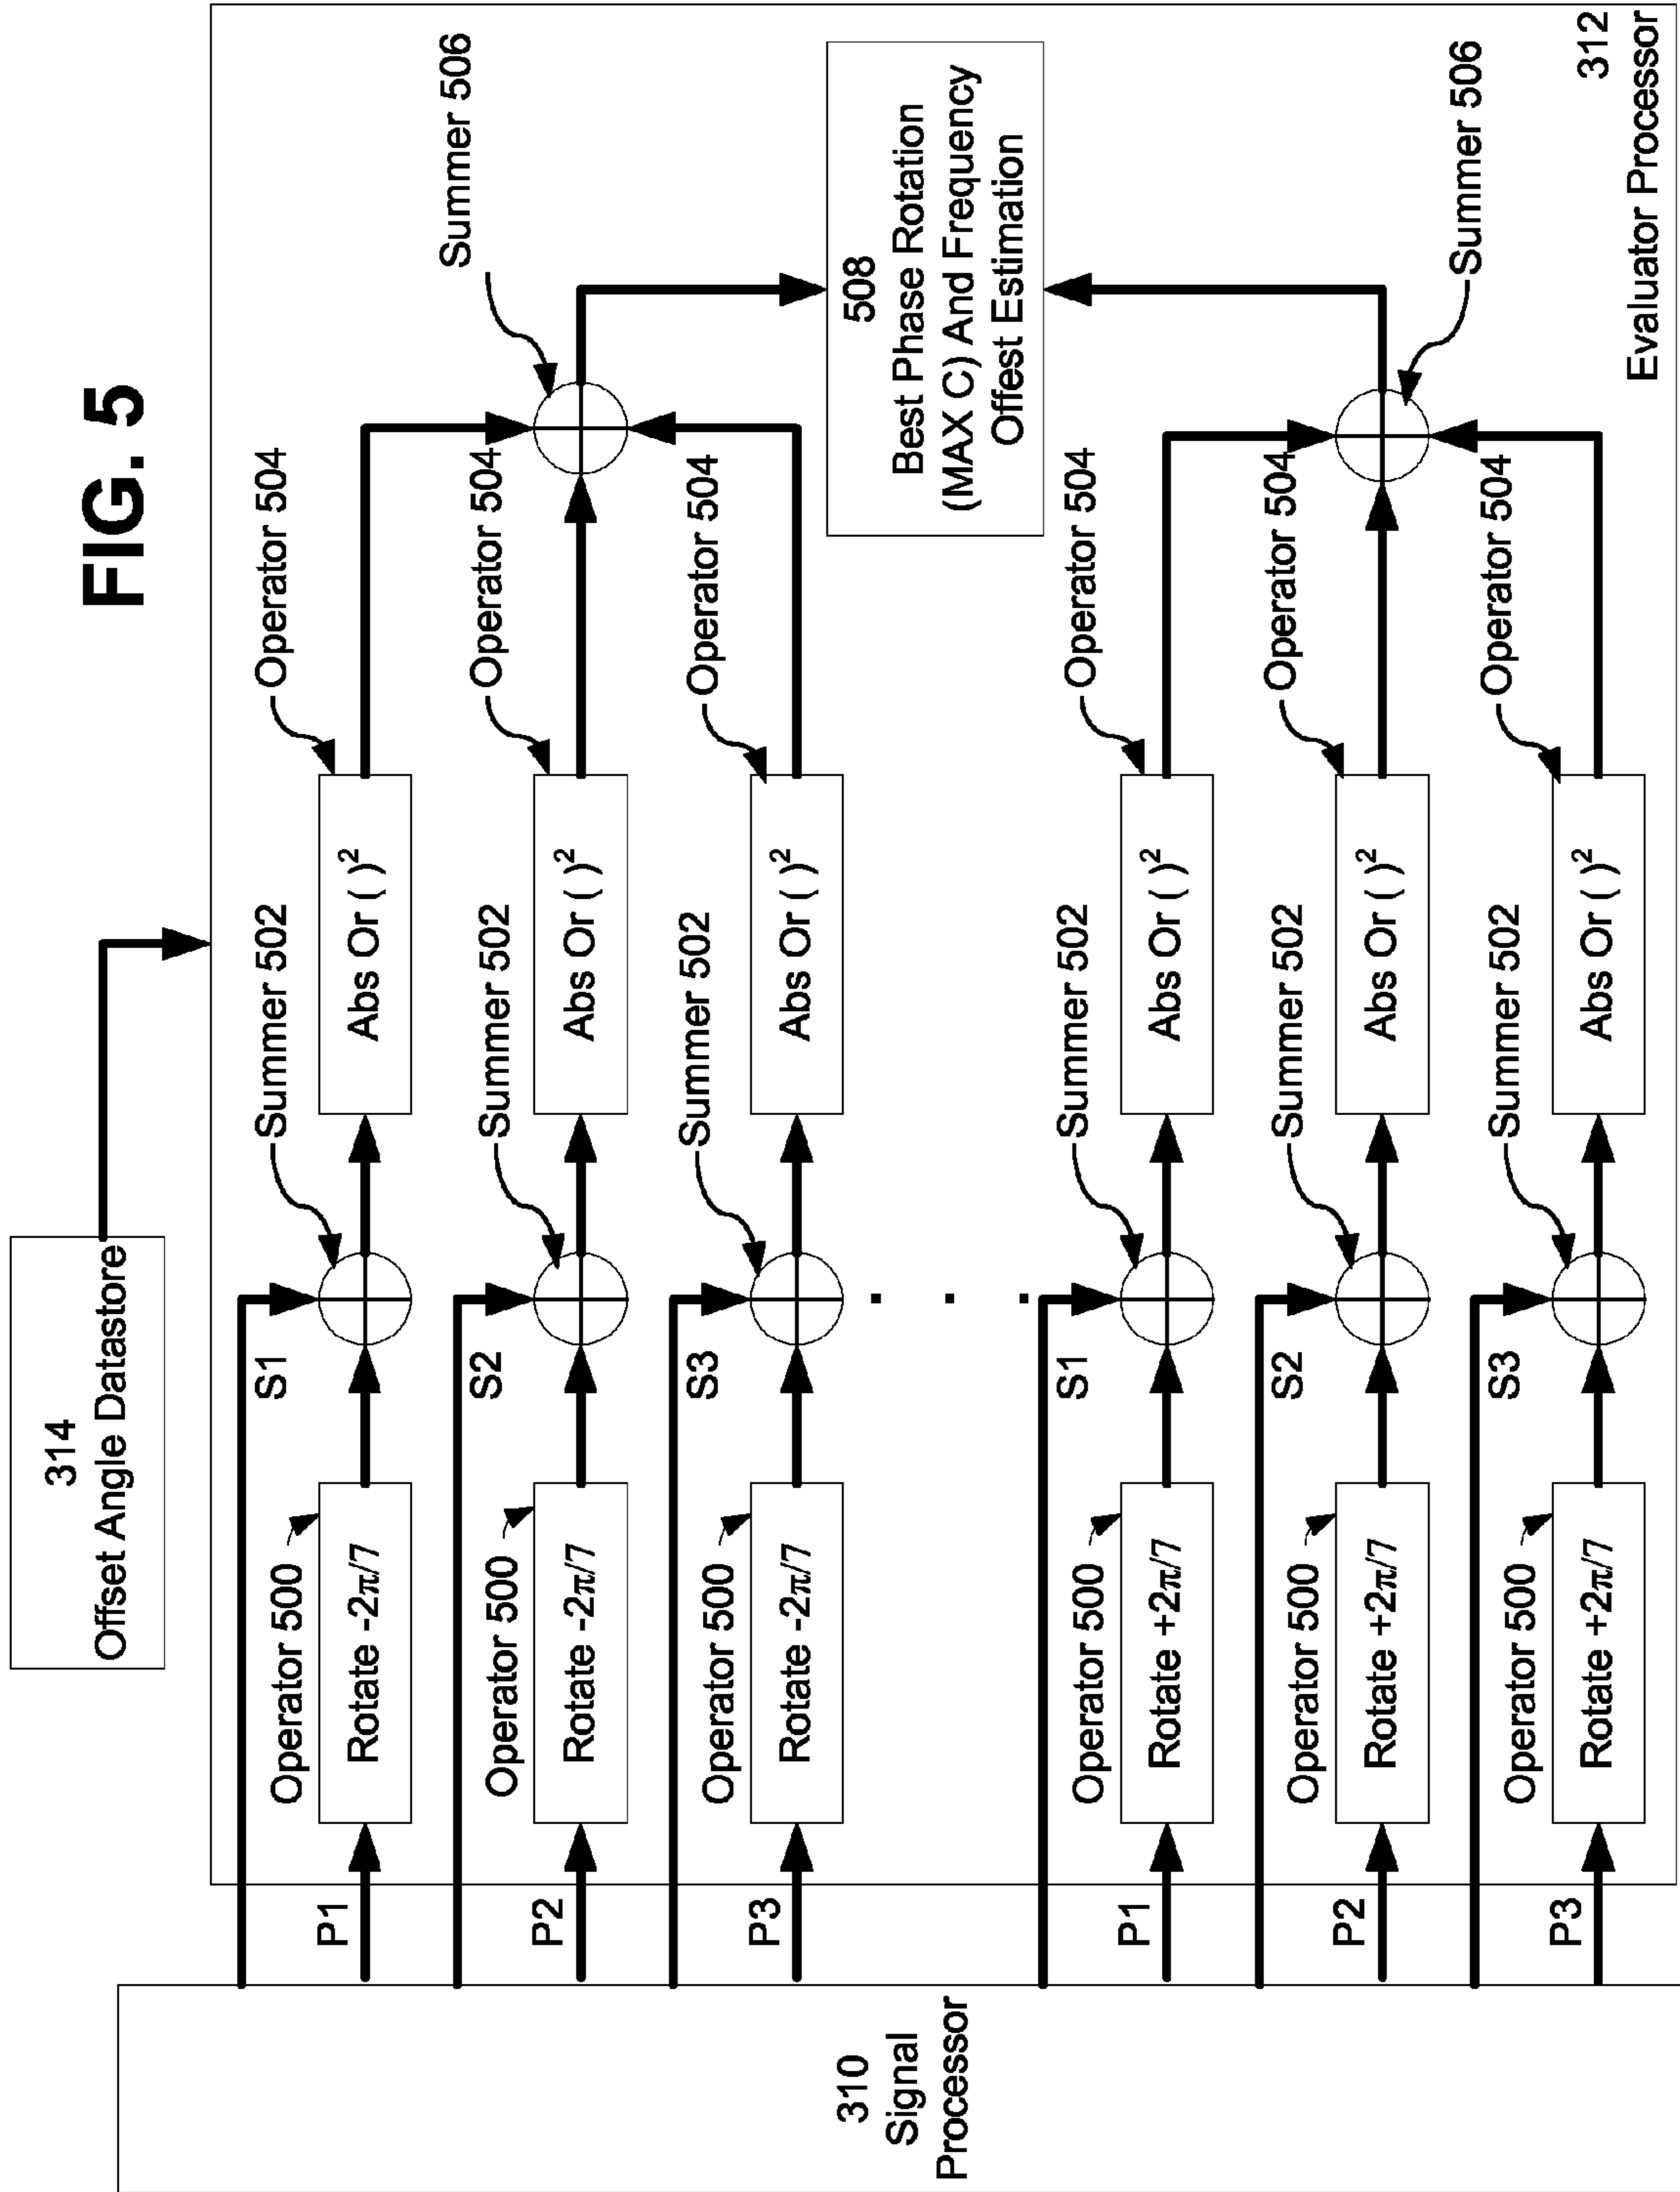 FIG. 5
314
Offset Angle Datastore
310
Signal
Processor
P1
Operator 500
Rotate -2π/7
S1
Summer 502
Abs Or ( )²
Operator 504
P2
Operator 500
Rotate -2π/7
S2
Summer 502
Abs Or ( )²
Operator 504
Summer 506
P3
Operator 500
Rotate -2π/7
S3
Summer 502
Abs Or ( )²
Operator 504
. . .
508
Best Phase Rotation
(MAX C) And Frequency
Offest Estimation
P1
Operator 500
Rotate +2π/7
S1
Summer 502
Abs Or ( )²
Operator 504
P2
Operator 500
Rotate +2π/7
S2
Summer 502
Abs Or ( )²
Operator 504
Summer 506
P3
Operator 500
Rotate +2π/7
S3
Summer 502
Abs Or ( )²
Operator 504
312
Evaluator Processor